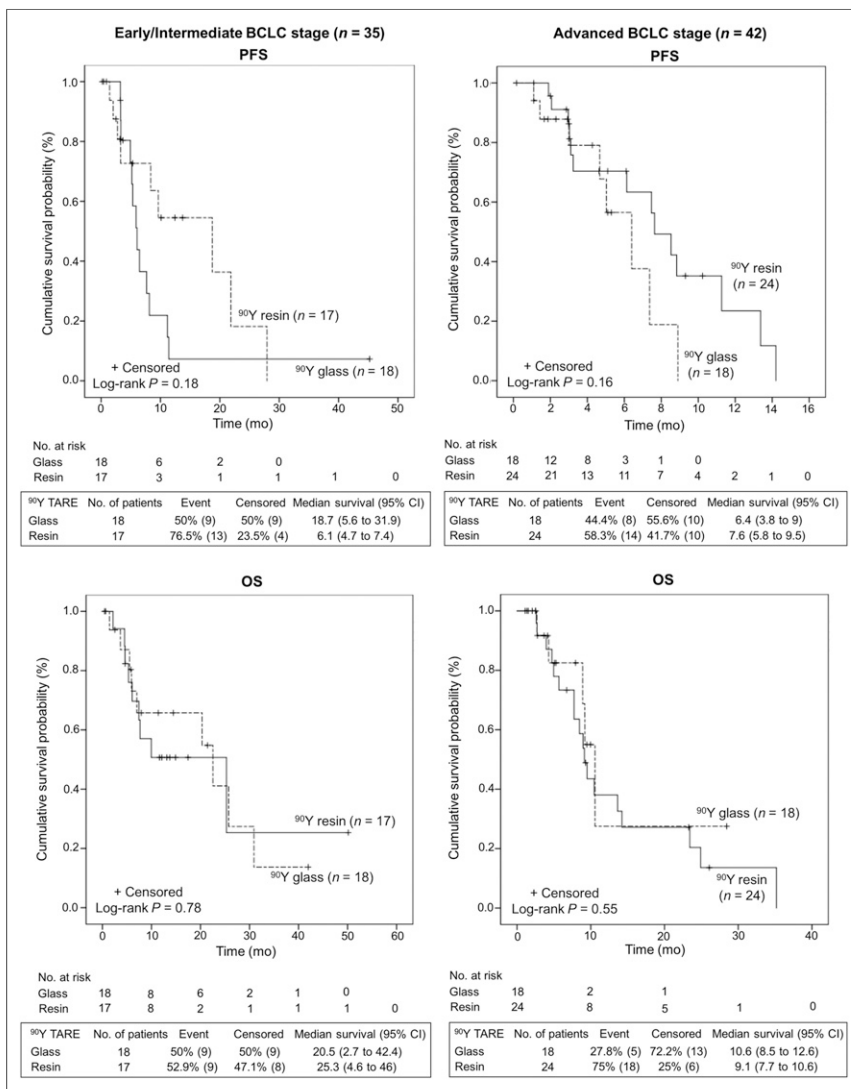 Early/Intermediate BCLC stage (n = 35)
PFS
1.0
0.8
0.6
0.4
0.2
0.0
Cumulative survival probability (%)
⁹⁰Y resin (n = 17)
⁹⁰Y glass (n = 18)
+ Censored
Log-rank P = 0.18
0 10 20 30 40 50
Time (mo)
No. at risk
Glass 18 6 2 0
Resin 17 3 1 1 1 0
⁹⁰Y TARE No. of patients Event Censored Median survival (95% CI)
Glass 18 50% (9) 50% (9) 18.7 (5.6 to 31.9)
Resin 17 76.5% (13) 23.5% (4) 6.1 (4.7 to 7.4)
Advanced BCLC stage (n = 42)
PFS
1.0
0.8
0.6
0.4
0.2
0.0
Cumulative survival probability (%)
⁹⁰Y resin
(n = 24)
⁹⁰Y glass
(n = 18)
+ Censored
Log-rank P = 0.16
0 2 4 6 8 10 12 14 16
Time (mo)
No. at risk
Glass 18 12 8 3 1 0
Resin 24 21 13 11 7 4 2 1 0
⁹⁰Y TARE No. of patients Event Censored Median survival (95% CI)
Glass 18 44.4% (8) 55.6% (10) 6.4 (3.8 to 9)
Resin 24 58.3% (14) 41.7% (10) 7.6 (5.8 to 9.5)
OS
1.0
0.8
0.6
0.4
0.2
0.0
Cumulative survival probability (%)
⁹⁰Y resin (n = 17)
⁹⁰Y glass (n = 18)
+ Censored
Log-rank P = 0.78
0 10 20 30 40 50 60
Time (mo)
No. at risk
Glass 18 8 6 2 1 0
Resin 17 8 2 1 1 1 0
⁹⁰Y TARE No. of patients Event Censored Median survival (95% CI)
Glass 18 50% (9) 50% (9) 20.5 (2.7 to 42.4)
Resin 17 52.9% (9) 47.1% (8) 25.3 (4.6 to 46)
OS
1.0
0.8
0.6
0.4
0.2
0.0
Cumulative survival probability (%)
⁹⁰Y glass (n = 18)
⁹⁰Y resin
(n = 24)
+ Censored
Log-rank P = 0.55
0 10 20 30 40
Time (mo)
No. at risk
Glass 18 2 1
Resin 24 8 5 1 0
⁹⁰Y TARE No. of patients Event Censored Median survival (95% CI)
Glass 18 27.8% (5) 72.2% (13) 10.6 (8.5 to 12.6)
Resin 24 75% (18) 25% (6) 9.1 (7.7 to 10.6)